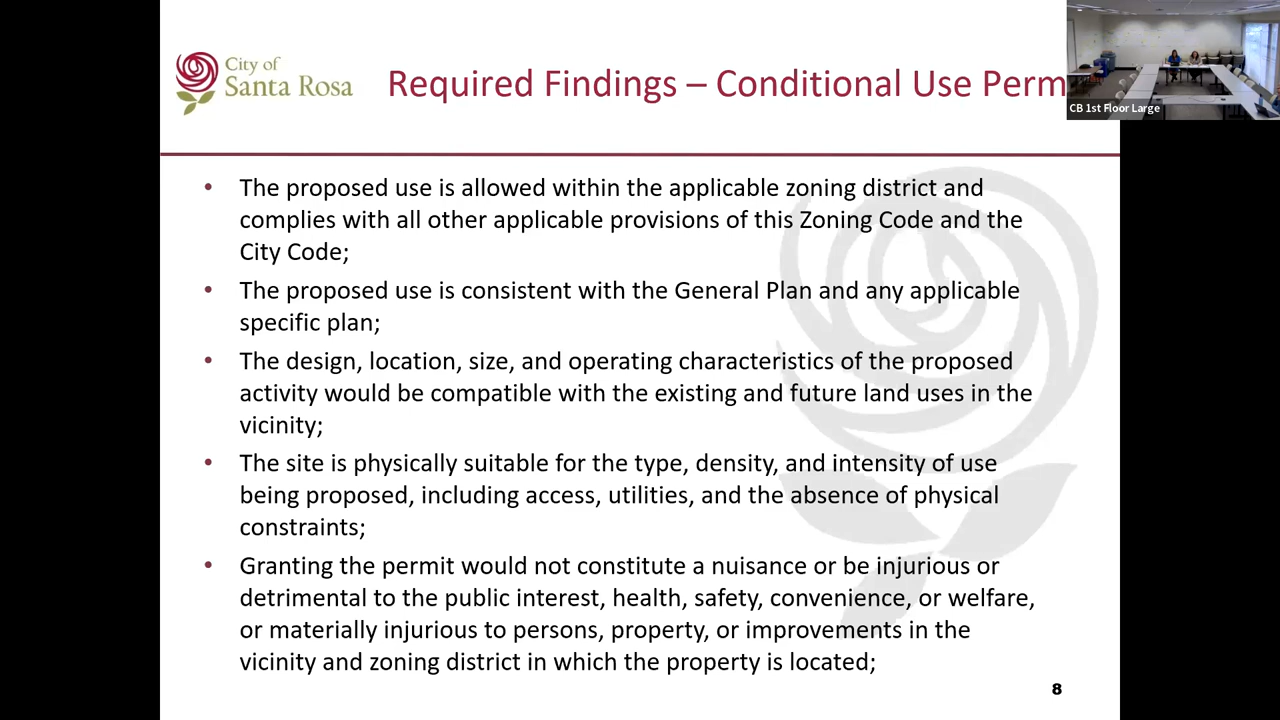 City of
Santa Rosa
Required Findings – Conditional Use Perm
CB 1st Floor Large
• The proposed use is allowed within the applicable zoning district and
complies with all other applicable provisions of this Zoning Code and the
City Code;
• The proposed use is consistent with the General Plan and any applicable
specific plan;
• The design, location, size, and operating characteristics of the proposed
activity would be compatible with the existing and future land uses in the
vicinity;
• The site is physically suitable for the type, density, and intensity of use
being proposed, including access, utilities, and the absence of physical
constraints;
• Granting the permit would not constitute a nuisance or be injurious or
detrimental to the public interest, health, safety, convenience, or welfare,
or materially injurious to persons, property, or improvements in the
vicinity and zoning district in which the property is located;
8